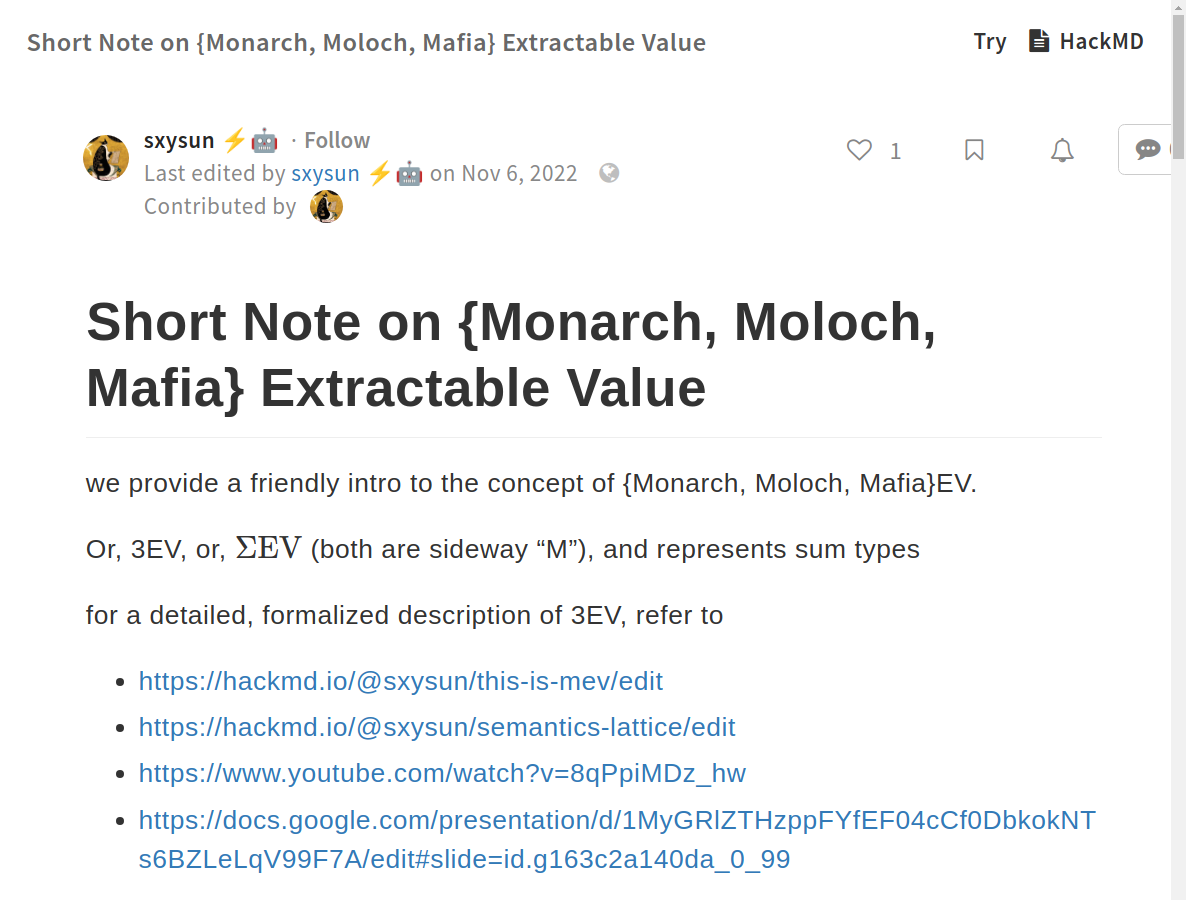 Short Note on {Monarch, Moloch, Mafia} Extractable Value
Try HackMD
sxysun ⚡🤖 · Follow
1
Last edited by sxysun ⚡🤖 on Nov 6, 2022
Contributed by
Short Note on {Monarch, Moloch,
Mafia} Extractable Value
we provide a friendly intro to the concept of {Monarch, Moloch, Mafia}EV.
Or, 3EV, or, ΣEV (both are sideway “M”), and represents sum types
for a detailed, formalized description of 3EV, refer to
• https://hackmd.io/@sxysun/this-is-mev/edit
• https://hackmd.io/@sxysun/semantics-lattice/edit
• https://www.youtube.com/watch?v=8qPpiMDz_hw
• https://docs.google.com/presentation/d/1MyGRlZTHzppFYfEF04cCf0DbkokNT
s6BZLeLqV99F7A/edit#slide=id.g163c2a140da_0_99